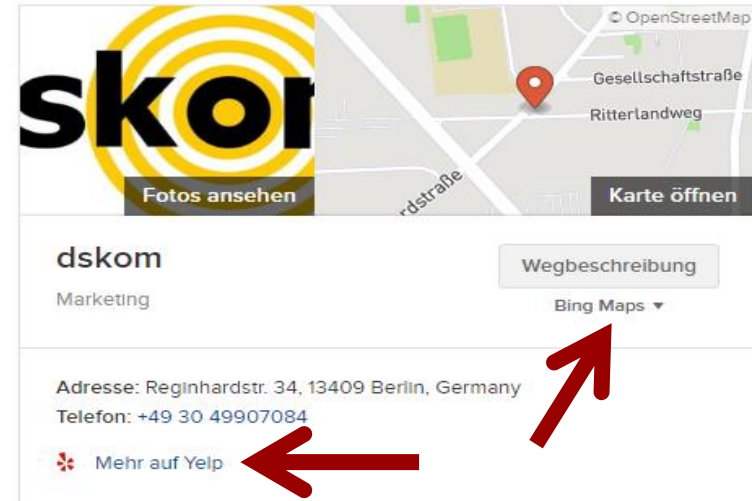 © OpenStreetMap
skom
Gesellschaftstraße
Ritterlandweg
rdstraße
Fotos ansehen
Karte öffnen
dskom
Wegbeschreibung
Marketing
Bing Maps
Adresse: Reginhardstr. 34, 13409 Berlin, Germany
Telefon: +49 30 49907084
Mehr auf Yelp